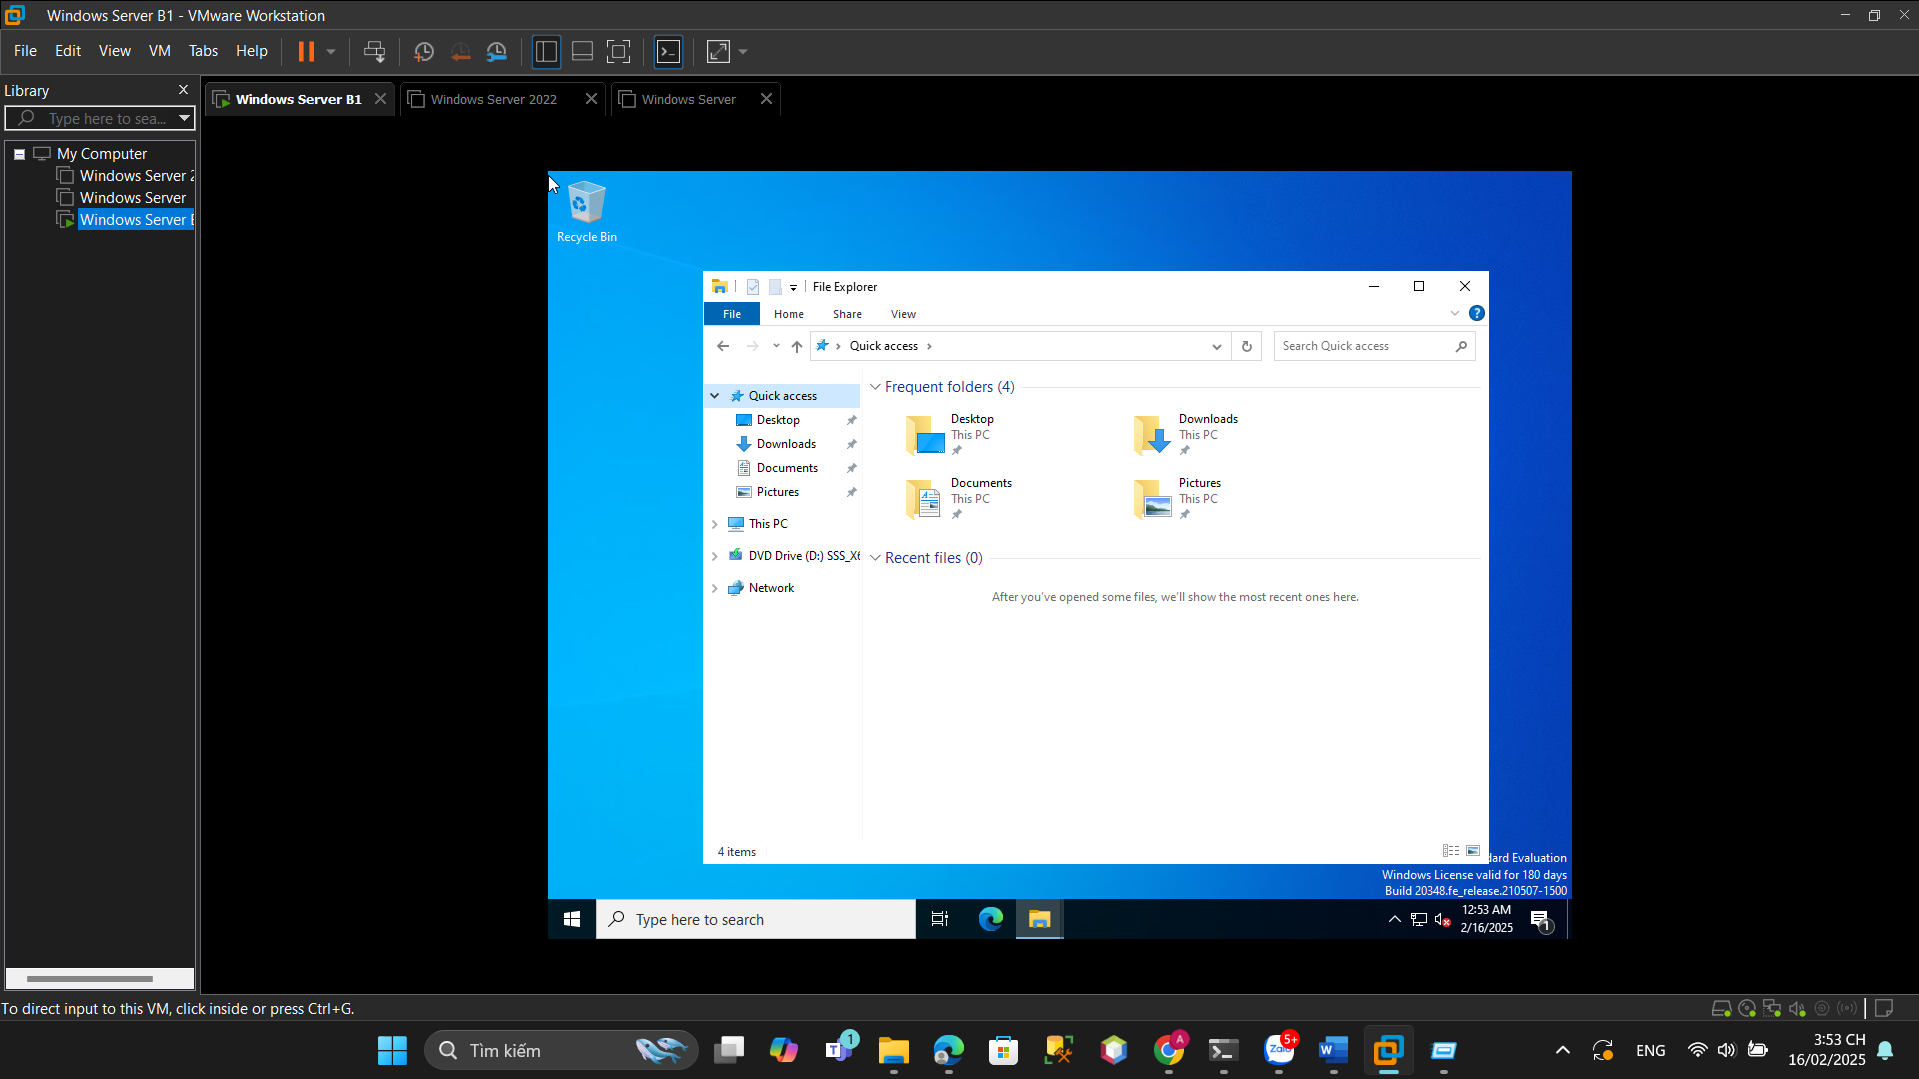 Windows Server B1 - VMware Workstation
File Edit View VM Tabs Help
Library
Type here to sea...
My Computer
Windows Server 2
Windows Server
Windows Server B
Windows Server B1
Windows Server 2022
Windows Server
Recycle Bin
File Explorer
File Home Share View
Quick access
Search Quick access
Quick access
Desktop
Downloads
Documents
Pictures
This PC
DVD Drive (D:) SSS_X6
Network
Frequent folders (4)
Desktop
This PC
Downloads
This PC
Documents
This PC
Pictures
This PC
Recent files (0)
After you've opened some files, we'll show the most recent ones here.
4 items
dard Evaluation
Windows License valid for 180 days
Build 20348.fe_release.210507-1500
Type here to search
12:53 AM
2/16/2025
1
To direct input to this VM, click inside or press Ctrl+G.
Tìm kiếm
1
A
Zalo
5+
ENG
3:53 CH
16/02/2025